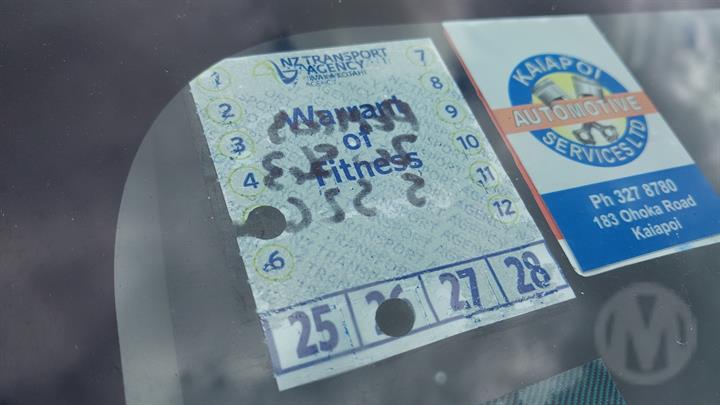 NZ TRANSPORT
AGENCY
WAKA KOTAHI
1
2
3
4
6
7
8
9
10
11
12
Warrant
of
Fitness
25 26 27 28
KAIAPOI
AUTOMOTIVE
SERVICES LTD
Ph 327 8780
183 Ohoka Road
Kaiapoi
M